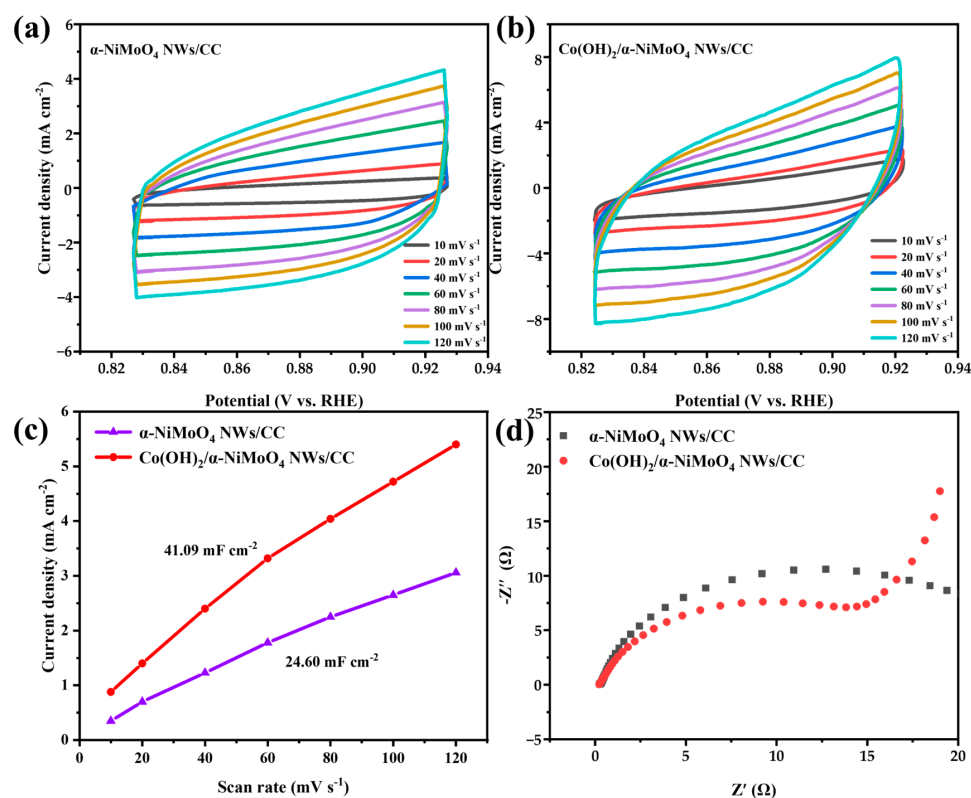 (a)
α-NiMoO₄ NWs/CC
Current density (mA cm⁻²)
6
4
2
0
−2
−4
−6
10 mV s⁻¹
20 mV s⁻¹
40 mV s⁻¹
60 mV s⁻¹
80 mV s⁻¹
100 mV s⁻¹
120 mV s⁻¹
0.82 0.84 0.86 0.88 0.90 0.92 0.94
Potential (V vs. RHE)
(b)
Co(OH)₂/α-NiMoO₄ NWs/CC
Current density (mA cm⁻²)
8
4
0
−4
−8
10 mV s⁻¹
20 mV s⁻¹
40 mV s⁻¹
60 mV s⁻¹
80 mV s⁻¹
100 mV s⁻¹
120 mV s⁻¹
0.82 0.84 0.86 0.88 0.90 0.92 0.94
Potential (V vs. RHE)
(c)
α-NiMoO₄ NWs/CC
Co(OH)₂/α-NiMoO₄ NWs/CC
Current density (mA cm⁻²)
6
5
4
3
2
1
0
41.09 mF cm⁻²
24.60 mF cm⁻²
0 20 40 60 80 100 120
Scan rate (mV s⁻¹)
(d)
α-NiMoO₄ NWs/CC
Co(OH)₂/α-NiMoO₄ NWs/CC
-Z′′ (Ω)
25
20
15
10
5
0
−5
0 5 10 15 20
Z′ (Ω)